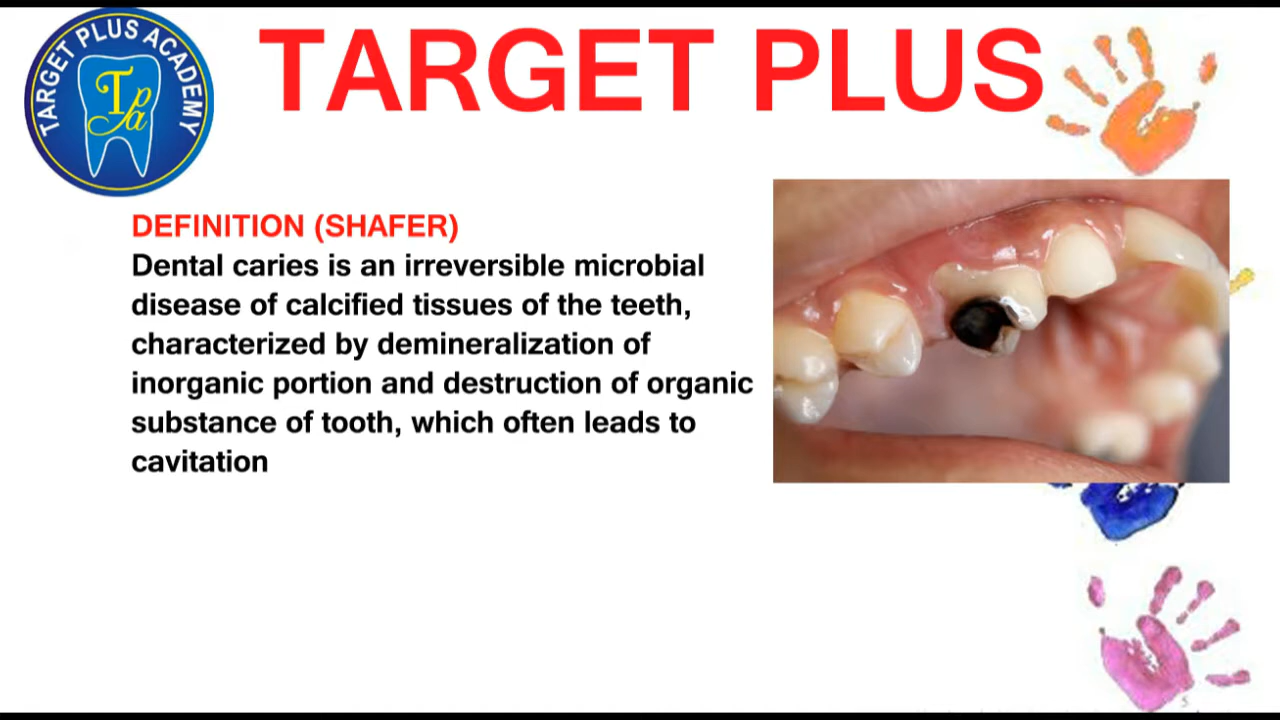 TARGET PLUS ACADEMY
Tpa
TARGET PLUS
DEFINITION (SHAFER)
Dental caries is an irreversible microbial
disease of calcified tissues of the teeth,
characterized by demineralization of
inorganic portion and destruction of organic
substance of tooth, which often leads to
cavitation